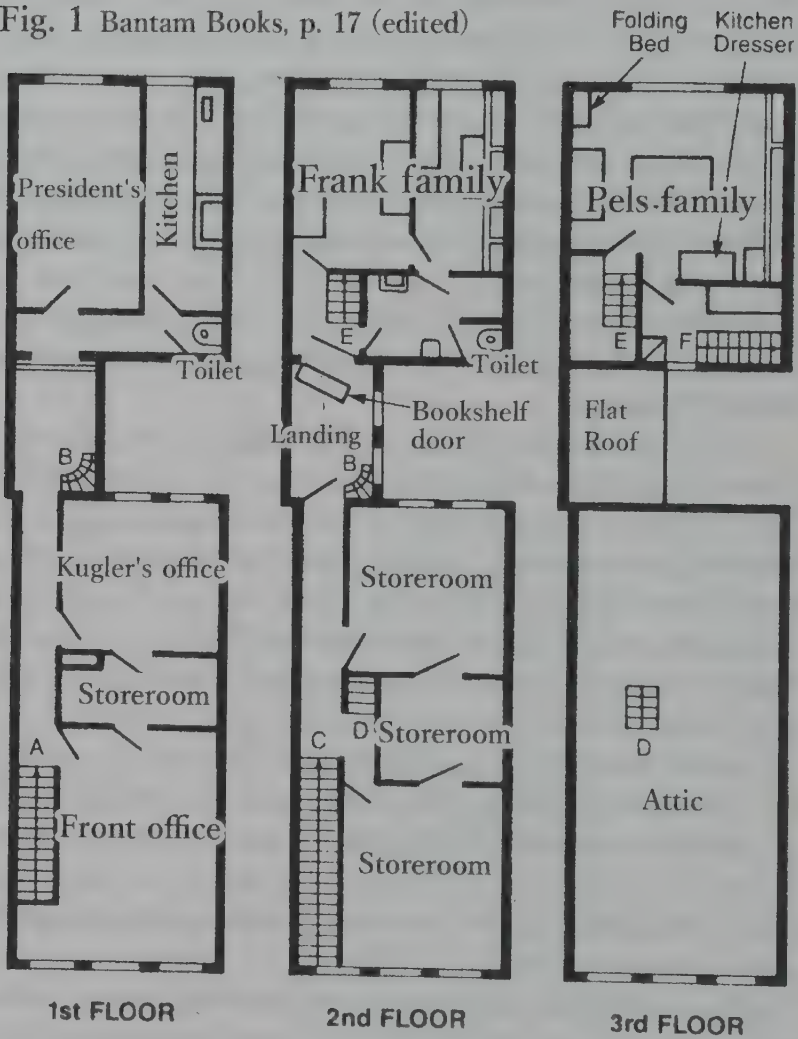 Fig. 1 Bantam Books, p. 17 (edited)
Folding
Bed
Kitchen
Dresser
President's
office
Kitchen
Toilet
B
Kugler's office
Storeroom
A
Front office
1st FLOOR
Frank family
E
Toilet
Bookshelf
door
Landing
B
Storeroom
D
Storeroom
C
Storeroom
2nd FLOOR
Pels.family
E
F
Flat
Roof
D
Attic
3rd FLOOR